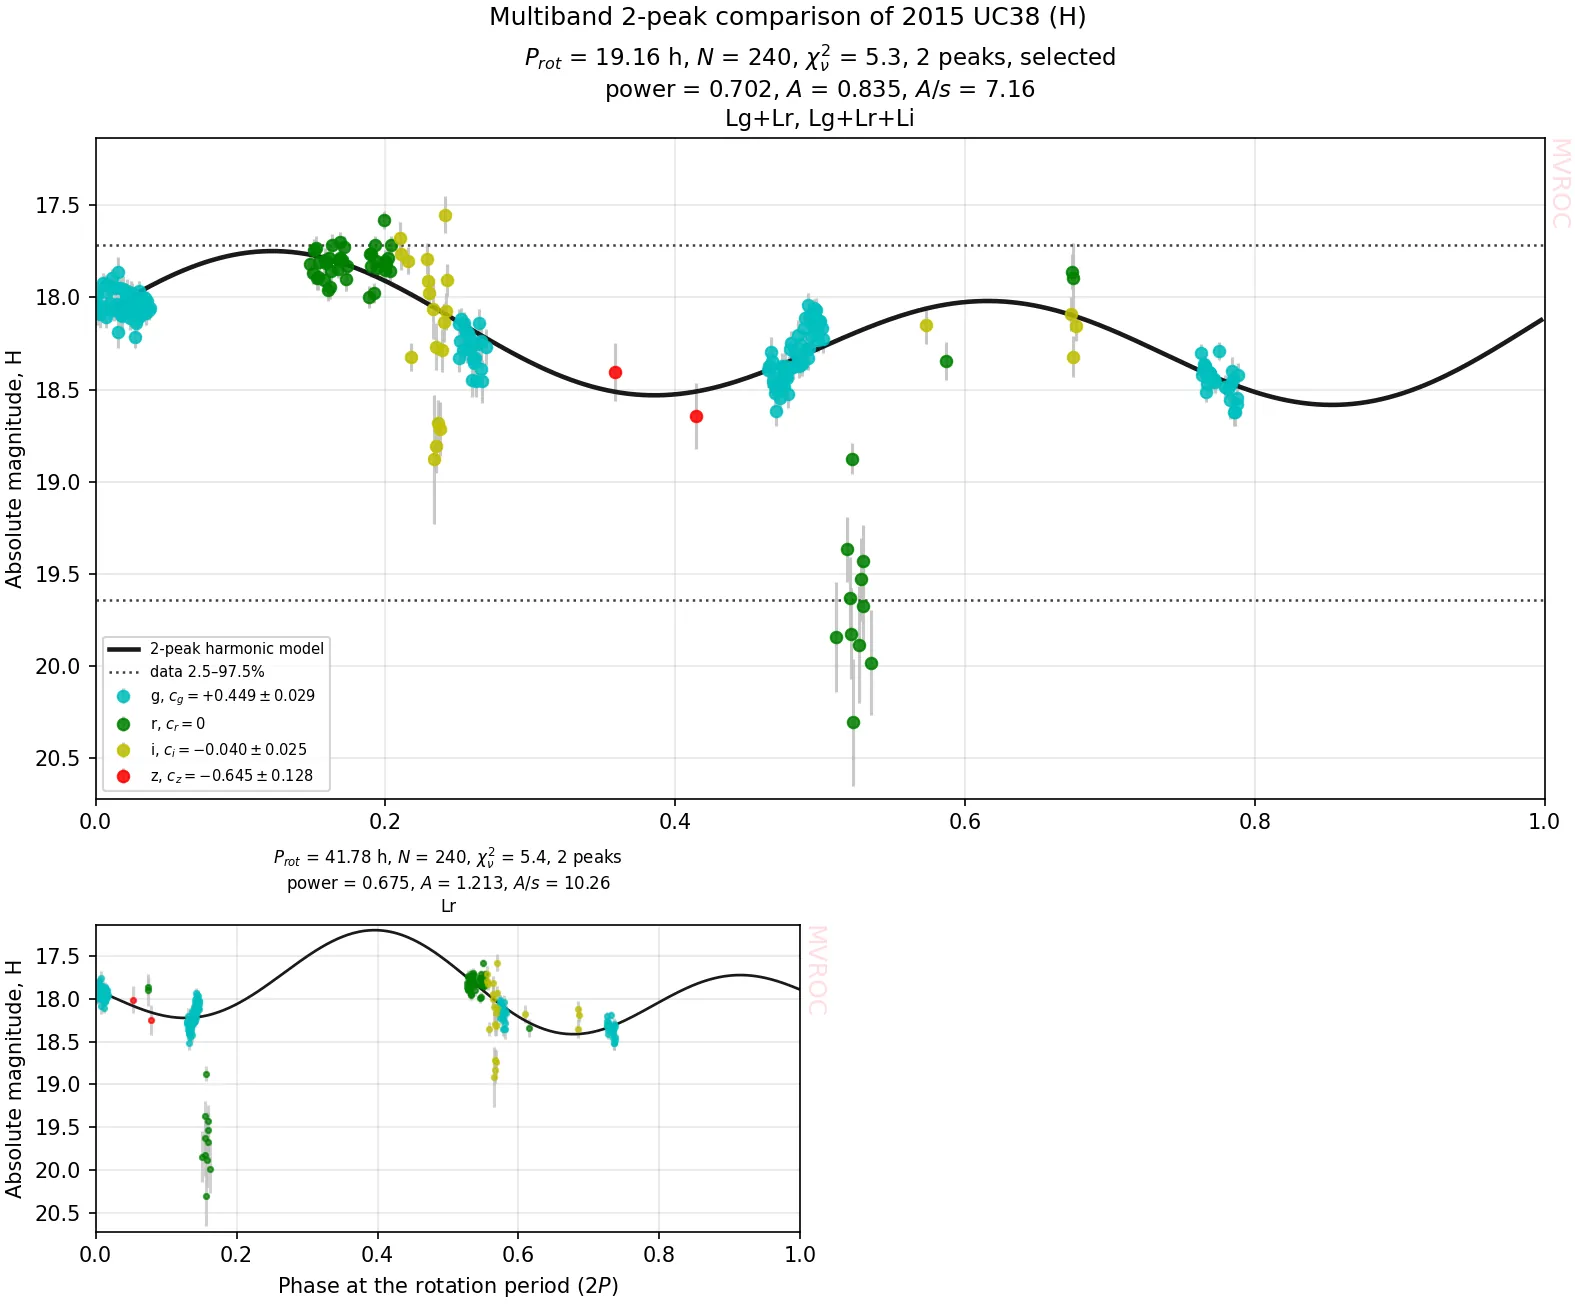 Multiband 2-peak comparison of 2015 UC38 (H)
P_rot = 19.16 h, N = 240, χ²_ν = 5.3, 2 peaks, selected
power = 0.702, A = 0.835, A/s = 7.16
Lg+Lr, Lg+Lr+Li
MVROC
Absolute magnitude, H
17.5
18.0
18.5
19.0
19.5
20.0
20.5
2-peak harmonic model
data 2.5–97.5%
g, c_g = +0.449 ± 0.029
r, c_r = 0
i, c_i = −0.040 ± 0.025
z, c_z = −0.645 ± 0.128
0.0 0.2 0.4 0.6 0.8 1.0
P_rot = 41.78 h, N = 240, χ²_ν = 5.4, 2 peaks
power = 0.675, A = 1.213, A/s = 10.26
Lr
MVROC
Absolute magnitude, H
17.5
18.0
18.5
19.0
19.5
20.0
20.5
0.0 0.2 0.4 0.6 0.8 1.0
Phase at the rotation period (2P)